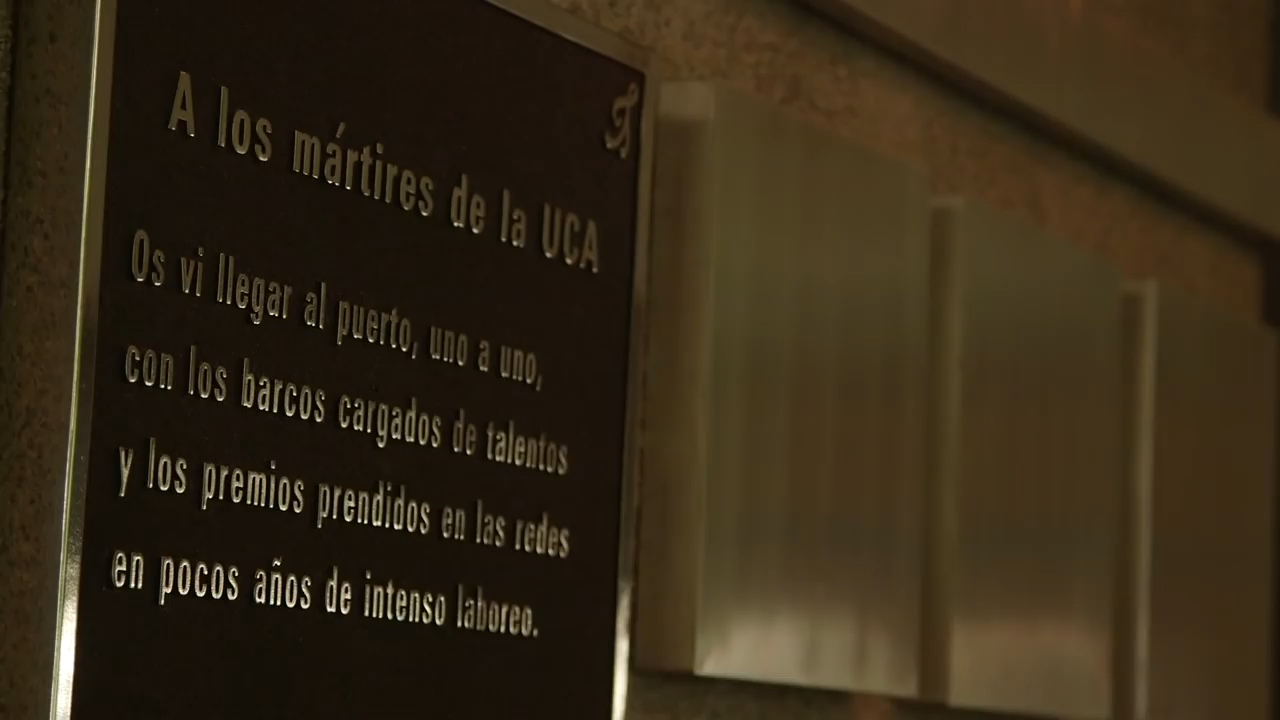 A los mártires de la UCA
Os vi llegar al puerto, uno a uno,
con los barcos cargados de talentos
y los premios prendidos en las redes
en pocos años de intenso laboreo.